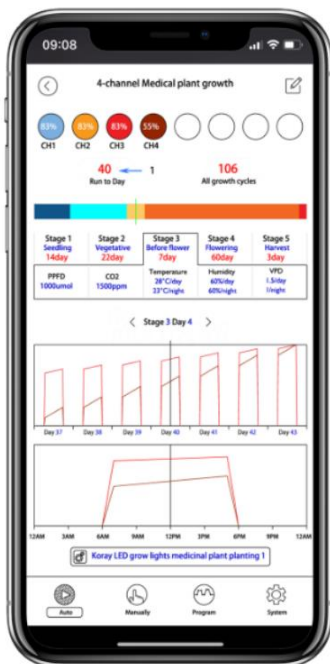 09:08
4-channel Medical plant growth
83% 83% 83% 55%
CH1 CH2 CH3 CH4
40 1 106
Run to Day All growth cycles
Stage 1 Stage 2 Stage 3 Stage 4 Stage 5
Seedling Vegetative Before flower Flowering Harvest
14day 22day 7day 60day 3day
PPFD CO2 Temperature Humidity VPD
1000umol 1500ppm 28°C/day 60%/day /day
23°C/night 60%/night /night
Stage 3 Day 4
Day 37 Day 38 Day 39 Day 40 Day 41 Day 42 Day 43
12AM 3AM 6AM 9AM 12PM 3PM 6PM 9PM 12AM
Koray LED grow lights medicinal plant planting 1
Auto Manually Program System